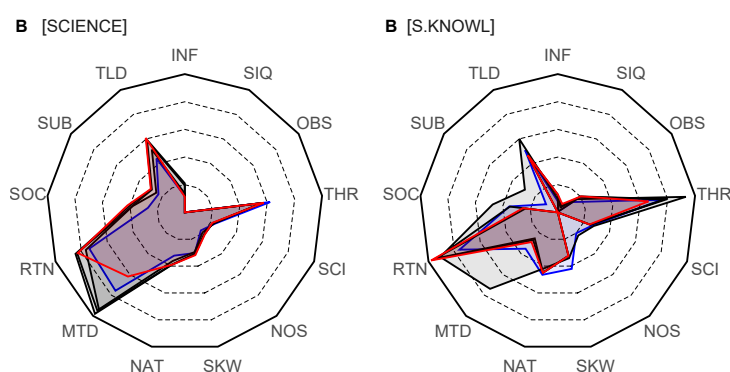 B [SCIENCE]
INF
SIQ
OBS
THR
SCI
NOS
SKW
NAT
MTD
RTN
SOC
SUB
TLD
B [S.KNOWL]
INF
SIQ
OBS
THR
SCI
NOS
SKW
NAT
MTD
RTN
SOC
SUB
TLD